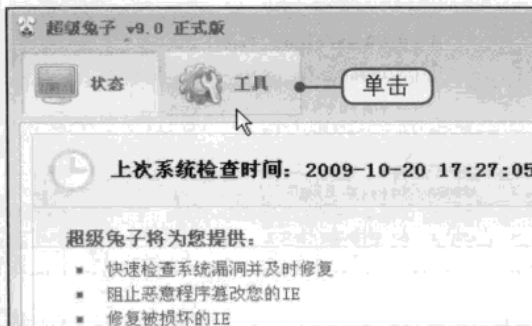 超级兔子 v9.0 正式版
状态 工具 单击
上次系统检查时间：2009-10-20 17:27:05
超级兔子将为您提供：
▪ 快速检查系统漏洞并及时修复
▪ 阻止恶意程序篡改您的IE
▪ 修复被损坏的IE